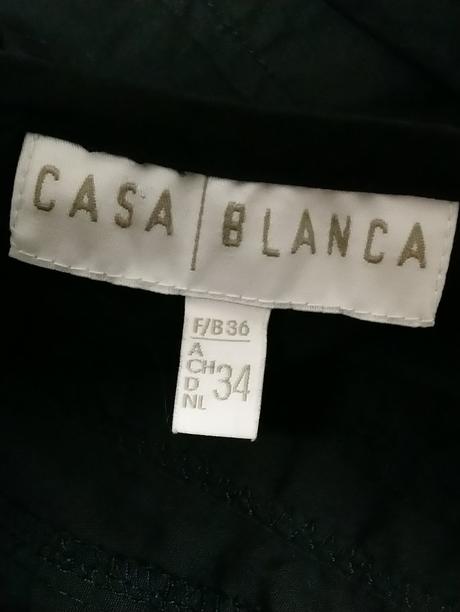 CASA | BLANCA
F/B 36
A
CH 34
D
NL